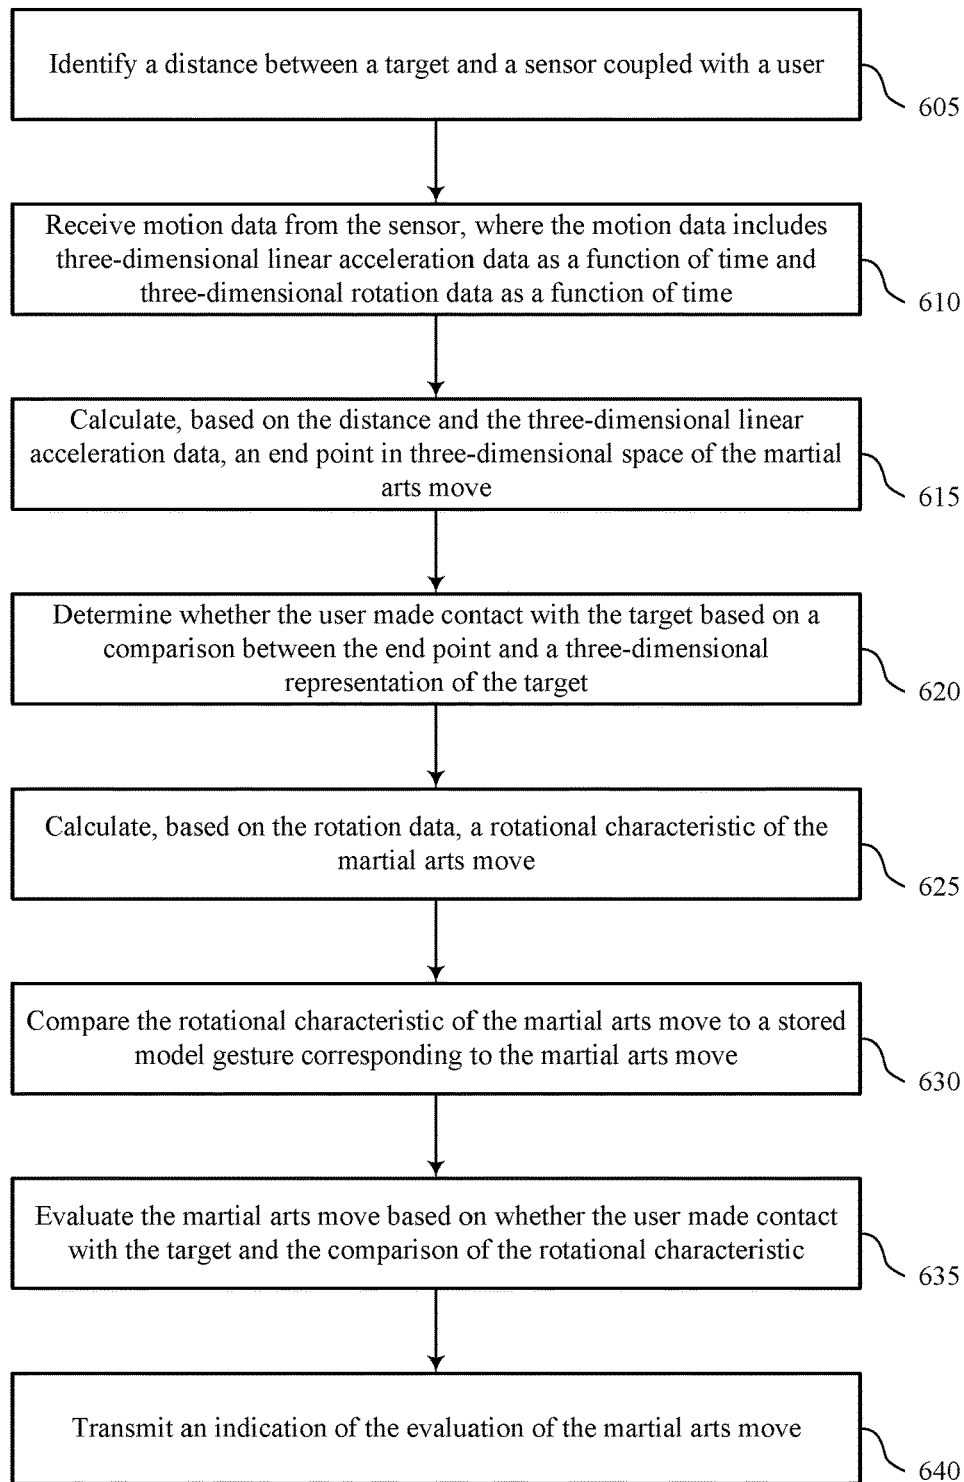 Identify a distance between a target and a sensor coupled with a user
605
Receive motion data from the sensor, where the motion data includes
three-dimensional linear acceleration data as a function of time and
three-dimensional rotation data as a function of time
610
Calculate, based on the distance and the three-dimensional linear
acceleration data, an end point in three-dimensional space of the martial
arts move
615
Determine whether the user made contact with the target based on a
comparison between the end point and a three-dimensional
representation of the target
620
Calculate, based on the rotation data, a rotational characteristic of the
martial arts move
625
Compare the rotational characteristic of the martial arts move to a stored
model gesture corresponding to the martial arts move
630
Evaluate the martial arts move based on whether the user made contact
with the target and the comparison of the rotational characteristic
635
Transmit an indication of the evaluation of the martial arts move
640